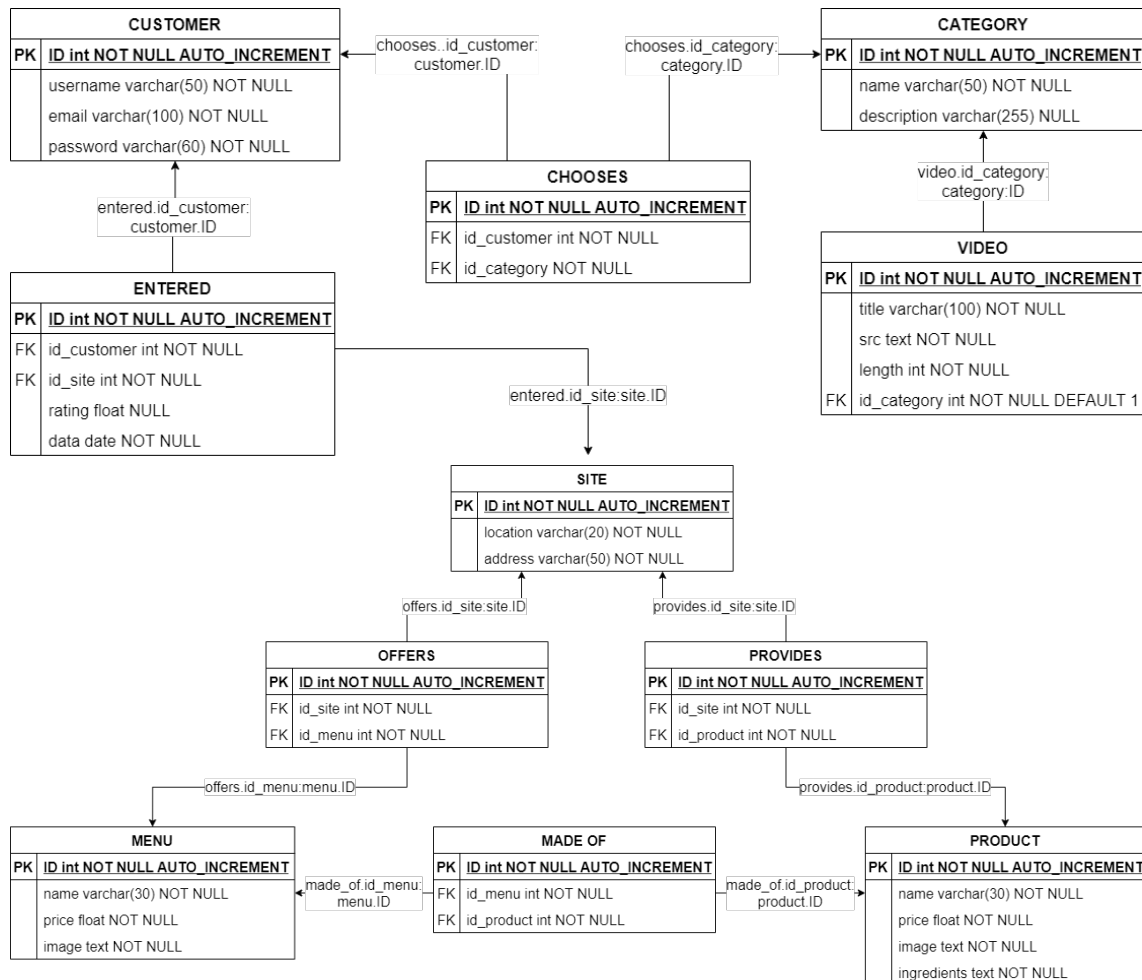 CUSTOMER
PK ID int NOT NULL AUTO_INCREMENT
username varchar(50) NOT NULL
email varchar(100) NOT NULL
password varchar(60) NOT NULL
chooses..id_customer:
customer.ID
chooses.id_category:
category.ID
CATEGORY
PK ID int NOT NULL AUTO_INCREMENT
name varchar(50) NOT NULL
description varchar(255) NULL
entered.id_customer:
customer.ID
CHOOSES
PK ID int NOT NULL AUTO_INCREMENT
FK id_customer int NOT NULL
FK id_category NOT NULL
video.id_category:
category:ID
ENTERED
PK ID int NOT NULL AUTO_INCREMENT
FK id_customer int NOT NULL
FK id_site int NOT NULL
rating float NULL
data date NOT NULL
VIDEO
PK ID int NOT NULL AUTO_INCREMENT
title varchar(100) NOT NULL
src text NOT NULL
length int NOT NULL
FK id_category int NOT NULL DEFAULT 1
entered.id_site:site.ID
SITE
PK ID int NOT NULL AUTO_INCREMENT
location varchar(20) NOT NULL
address varchar(50) NOT NULL
offers.id_site:site.ID
provides.id_site:site.ID
OFFERS
PK ID int NOT NULL AUTO_INCREMENT
FK id_site int NOT NULL
FK id_menu int NOT NULL
PROVIDES
PK ID int NOT NULL AUTO_INCREMENT
FK id_site int NOT NULL
FK id_product int NOT NULL
offers.id_menu:menu.ID
provides.id_product:product.ID
MENU
PK ID int NOT NULL AUTO_INCREMENT
name varchar(30) NOT NULL
price float NOT NULL
image text NOT NULL
made_of.id_menu:
menu.ID
MADE OF
PK ID int NOT NULL AUTO_INCREMENT
FK id_menu int NOT NULL
FK id_product int NOT NULL
made_of.id_product:
product.ID
PRODUCT
PK ID int NOT NULL AUTO_INCREMENT
name varchar(30) NOT NULL
price float NOT NULL
image text NOT NULL
ingredients text NOT NULL